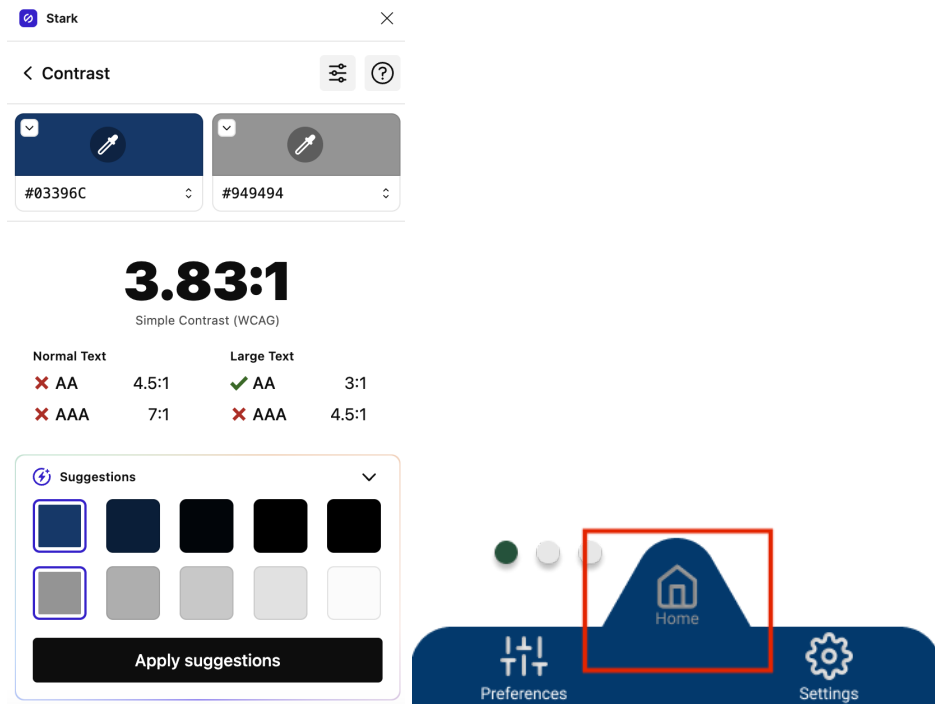 Stark
Contrast
#03396C
#949494
3.83:1
Simple Contrast (WCAG)
Normal Text
Large Text
AA 4.5:1
AA 3:1
AAA 7:1
AAA 4.5:1
Suggestions
Apply suggestions
Home
Preferences
Settings